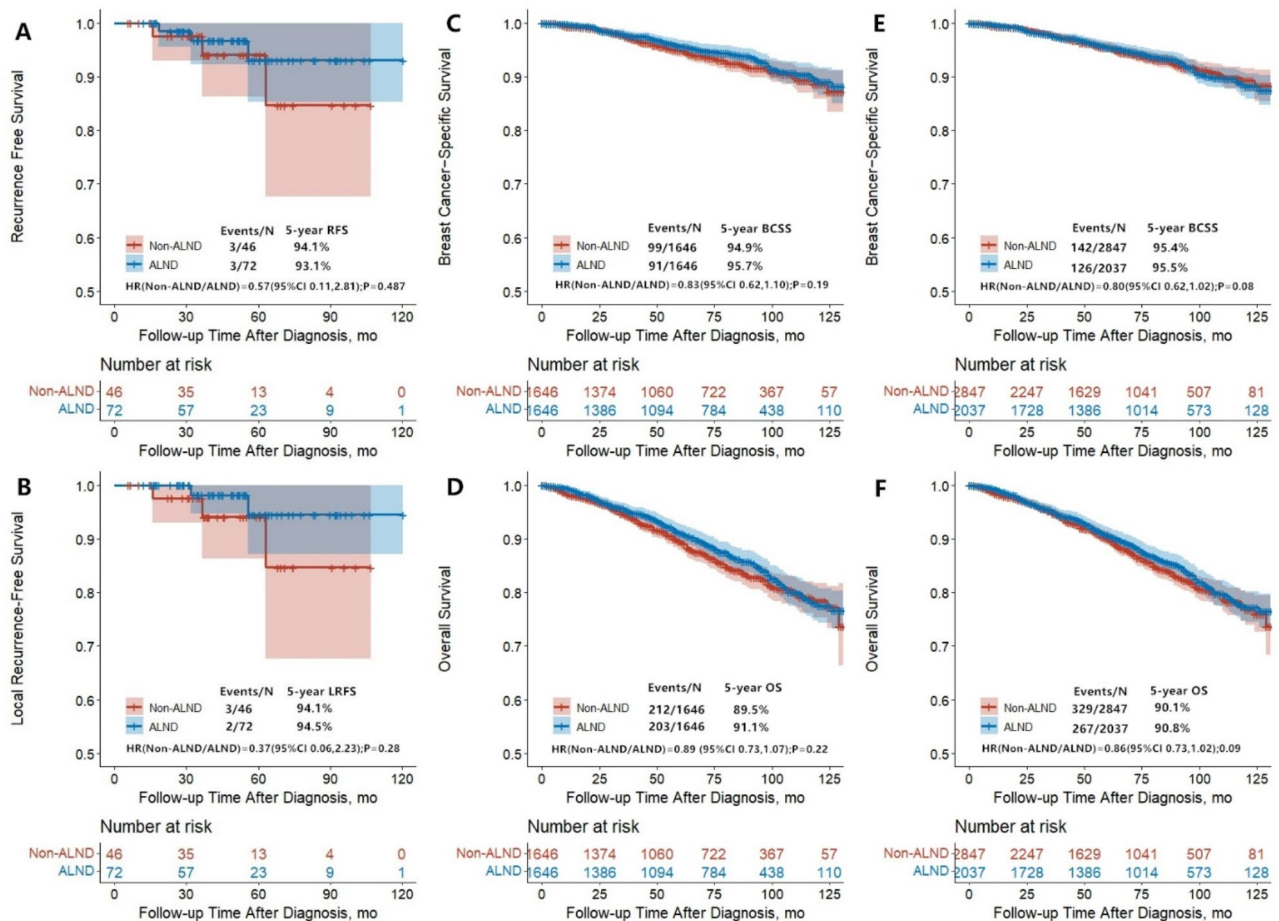 A
Recurrence Free Survival
1.0
0.9
0.8
0.7
0.6
0.5
Events/N 5-year RFS
Non-ALND 3/46 94.1%
ALND 3/72 93.1%
HR(Non-ALND/ALND)=0.57(95%CI 0.11,2.81);P=0.487
0 30 60 90 120
Follow-up Time After Diagnosis, mo
Number at risk
Non-ALND 46 35 13 4 0
ALND 72 57 23 9 1
0 30 60 90 120
Follow-up Time After Diagnosis, mo
B
Local Recurrence-Free Survival
1.0
0.9
0.8
0.7
0.6
0.5
Events/N 5-year LRFS
Non-ALND 3/46 94.1%
ALND 2/72 94.5%
HR(Non-ALND/ALND)=0.37(95%CI 0.06,2.23);P=0.28
0 30 60 90 120
Follow-up Time After Diagnosis, mo
Number at risk
Non-ALND 46 35 13 4 0
ALND 72 57 23 9 1
0 30 60 90 120
Follow-up Time After Diagnosis, mo
C
Breast Cancer-Specific Survival
1.0
0.9
0.8
0.7
0.6
0.5
Events/N 5-year BCSS
Non-ALND 99/1646 94.9%
ALND 91/1646 95.7%
HR(Non-ALND/ALND)=0.83(95%CI 0.62,1.10);P=0.19
0 25 50 75 100 125
Follow-up Time After Diagnosis, mo
Number at risk
Non-ALND 1646 1374 1060 722 367 57
ALND 1646 1386 1094 784 438 110
0 25 50 75 100 125
Follow-up Time After Diagnosis, mo
D
Overall Survival
1.0
0.9
0.8
0.7
0.6
0.5
Events/N 5-year OS
Non-ALND 212/1646 89.5%
ALND 203/1646 91.1%
HR(Non-ALND/ALND)=0.89 (95%CI 0.73,1.07);P=0.22
0 25 50 75 100 125
Follow-up Time After Diagnosis, mo
Number at risk
Non-ALND 1646 1374 1060 722 367 57
ALND 1646 1386 1094 784 438 110
0 25 50 75 100 125
Follow-up Time After Diagnosis, mo
E
Breast Cancer-Specific Survival
1.0
0.9
0.8
0.7
0.6
0.5
Events/N 5-year BCSS
Non-ALND 142/2847 95.4%
ALND 126/2037 95.5%
HR(Non-ALND/ALND)=0.80(95%CI 0.62,1.02);P=0.08
0 25 50 75 100 125
Follow-up Time After Diagnosis, mo
Number at risk
Non-ALND 2847 2247 1629 1041 507 81
ALND 2037 1728 1386 1014 573 128
0 25 50 75 100 125
Follow-up Time After Diagnosis, mo
F
Overall Survival
1.0
0.9
0.8
0.7
0.6
0.5
Events/N 5-year OS
Non-ALND 329/2847 90.1%
ALND 267/2037 90.8%
HR(Non-ALND/ALND)=0.86(95%CI 0.73,1.02);0.09
0 25 50 75 100 125
Follow-up Time After Diagnosis, mo
Number at risk
Non-ALND 2847 2247 1629 1041 507 81
ALND 2037 1728 1386 1014 573 128
0 25 50 75 100 125
Follow-up Time After Diagnosis, mo